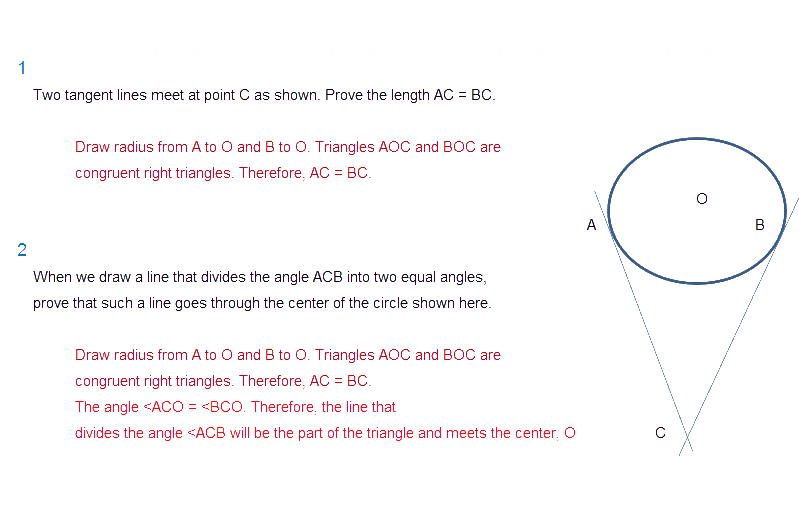 1
Two tangent lines meet at point C as shown. Prove the length AC = BC.
Draw radius from A to O and B to O. Triangles AOC and BOC are
congruent right triangles. Therefore, AC = BC.
O
A
B
2
When we draw a line that divides the angle ACB into two equal angles,
prove that such a line goes through the center of the circle shown here.
Draw radius from A to O and B to O. Triangles AOC and BOC are
congruent right triangles. Therefore, AC = BC.
The angle <ACO = <BCO. Therefore, the line that
divides the angle <ACB will be the part of the triangle and meets the center, O
C